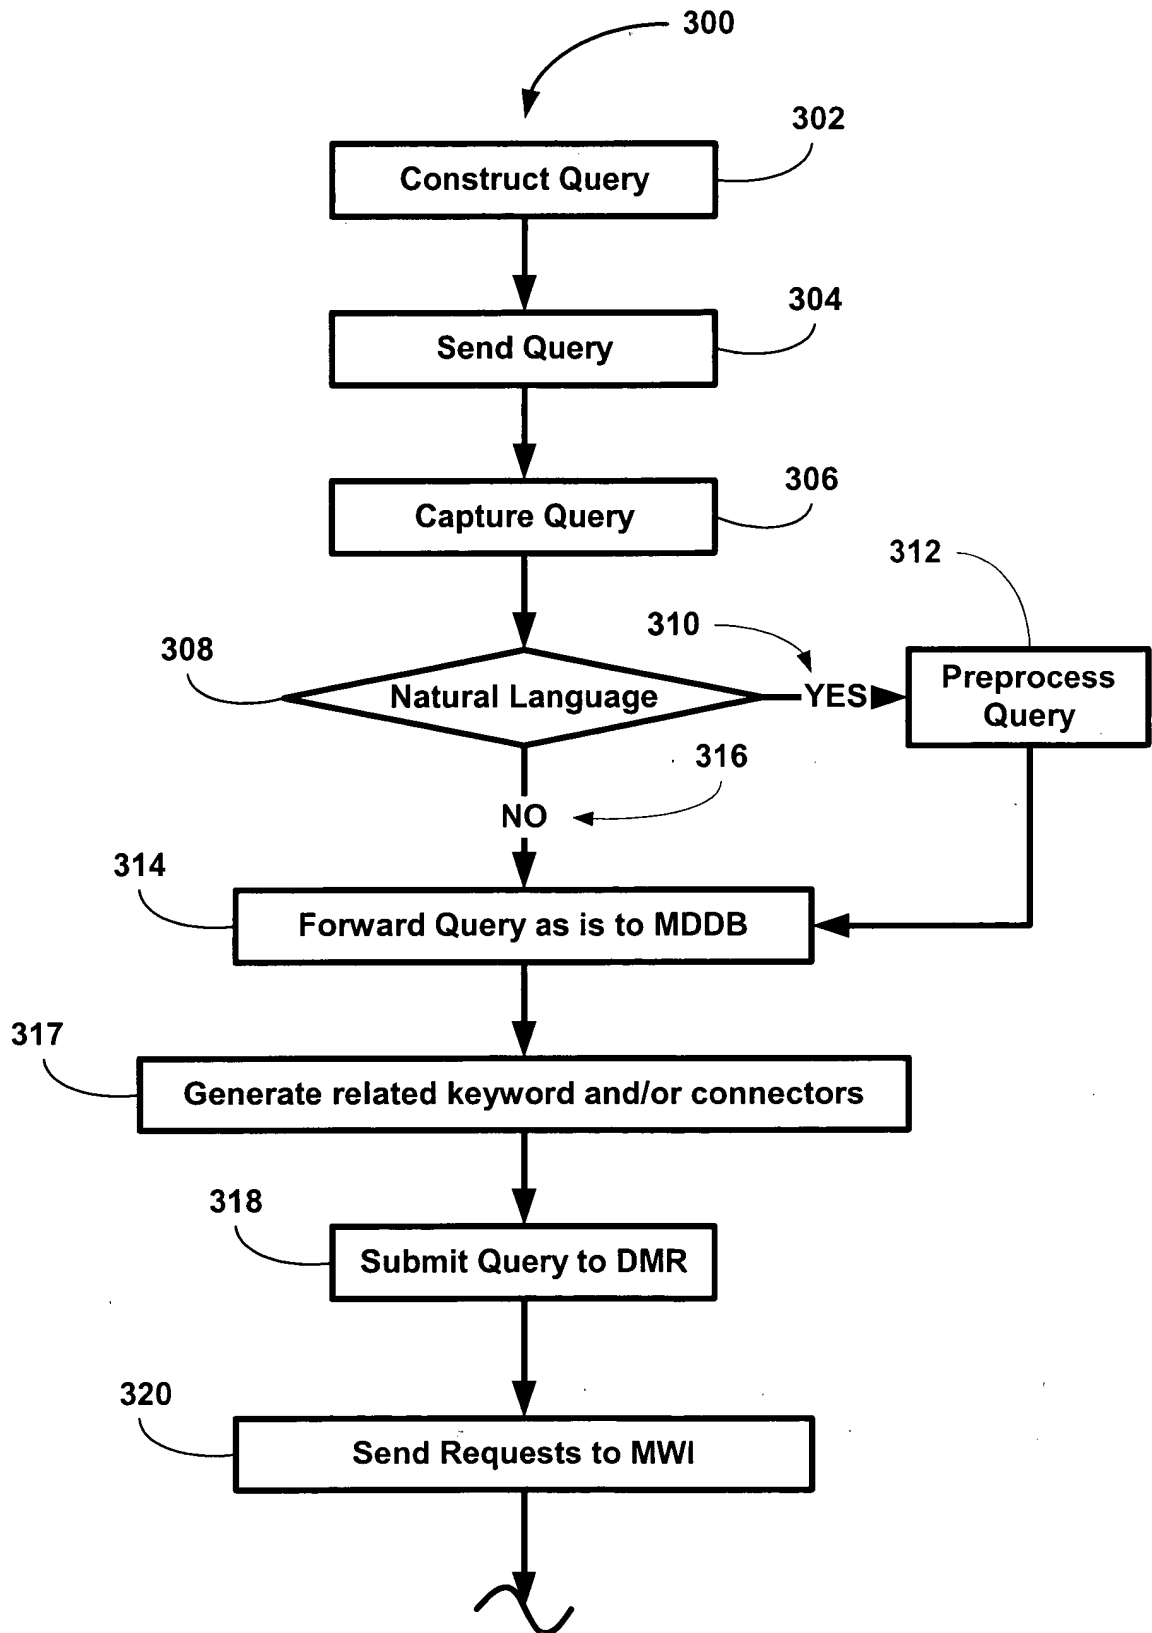 300
302
Construct Query
304
Send Query
306
Capture Query
312
310
308
Natural Language
YES
Preprocess
Query
316
NO
314
Forward Query as is to MDDB
317
Generate related keyword and/or connectors
318
Submit Query to DMR
320
Send Requests to MWI